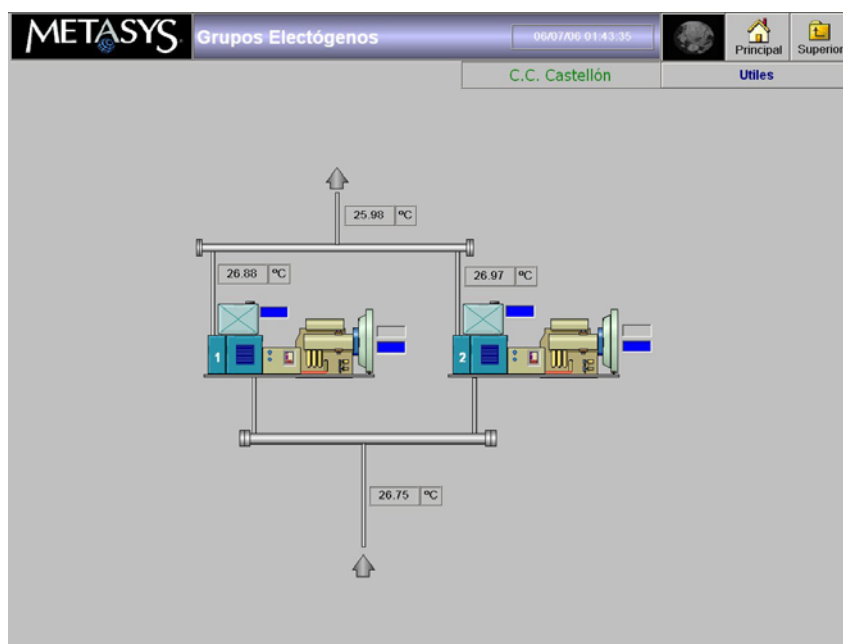 METASYS
Grupos Electógenos
06/07/06 01:43:35
Principal
Superior
C.C. Castellón
Utiles
25.98 ºC
26.88 ºC
26.97 ºC
1
2
26.75 ºC